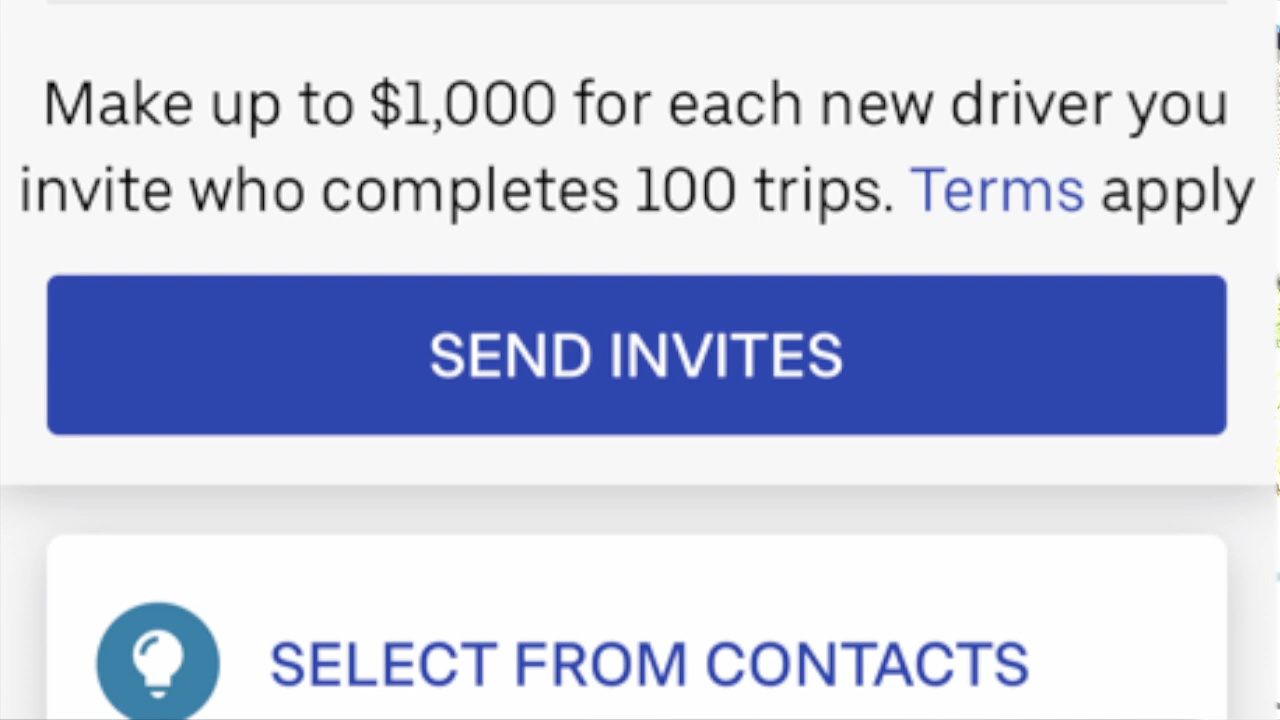 Make up to $1,000 for each new driver you
invite who completes 100 trips. Terms apply
SEND INVITES
SELECT FROM CONTACTS